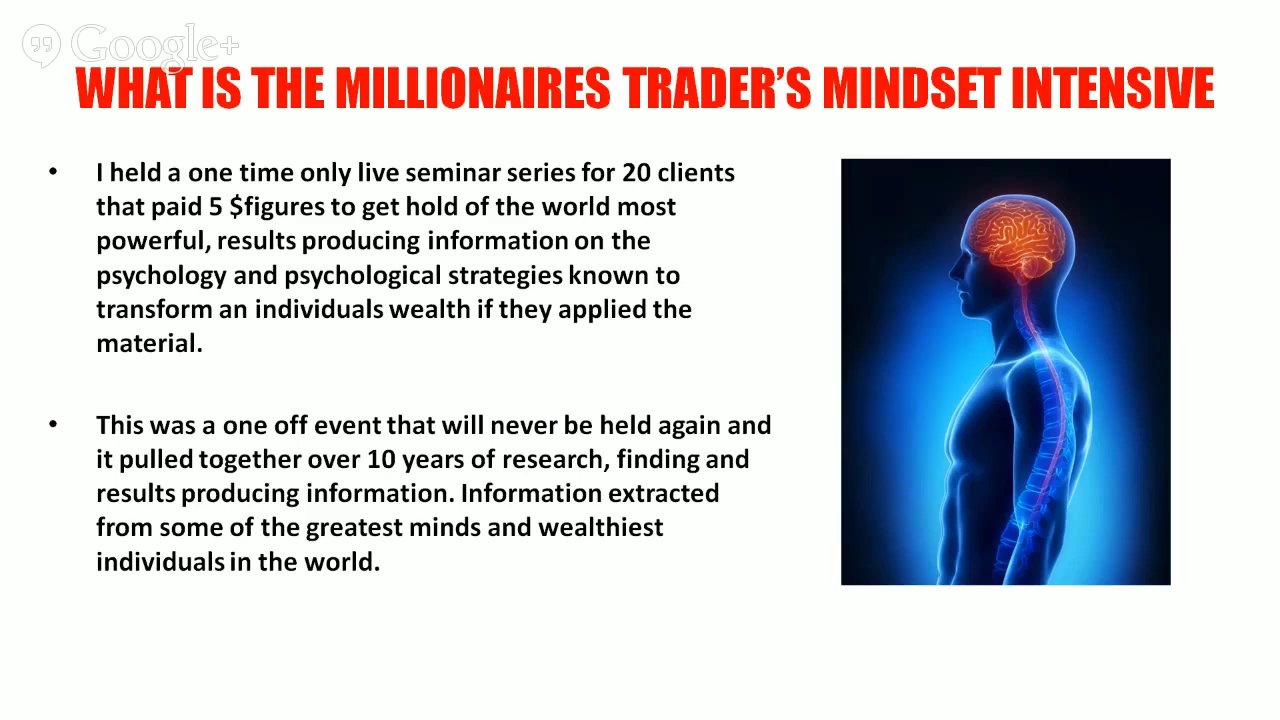 Google+
WHAT IS THE MILLIONAIRES TRADER'S MINDSET INTENSIVE
• I held a one time only live seminar series for 20 clients
that paid 5 $figures to get hold of the world most
powerful, results producing information on the
psychology and psychological strategies known to
transform an individuals wealth if they applied the
material.
• This was a one off event that will never be held again and
it pulled together over 10 years of research, finding and
results producing information. Information extracted
from some of the greatest minds and wealthiest
individuals in the world.